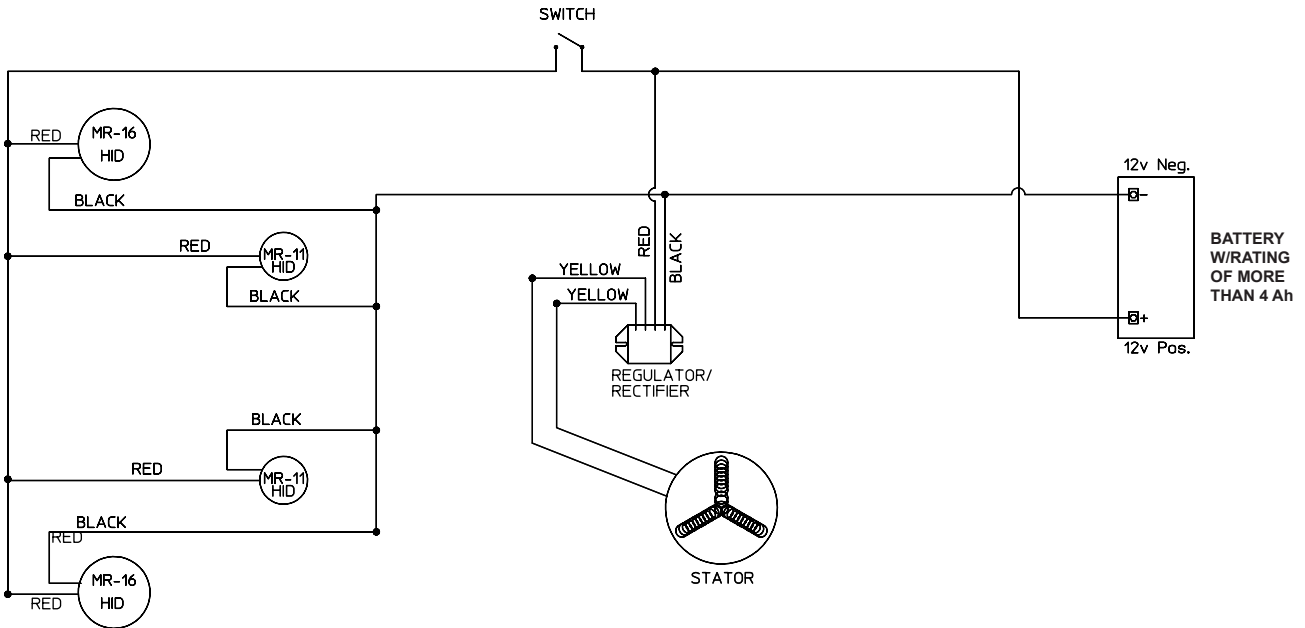 SWITCH
RED
MR-16
HID
BLACK
RED
MR-11
HID
BLACK
BLACK
RED
MR-11
HID
BLACK
RED
MR-16
HID
RED
YELLOW
YELLOW
RED
BLACK
REGULATOR/
RECTIFIER
STATOR
12v Neg.
-
+
12v Pos.
BATTERY
W/RATING
OF MORE
THAN 4 Ah